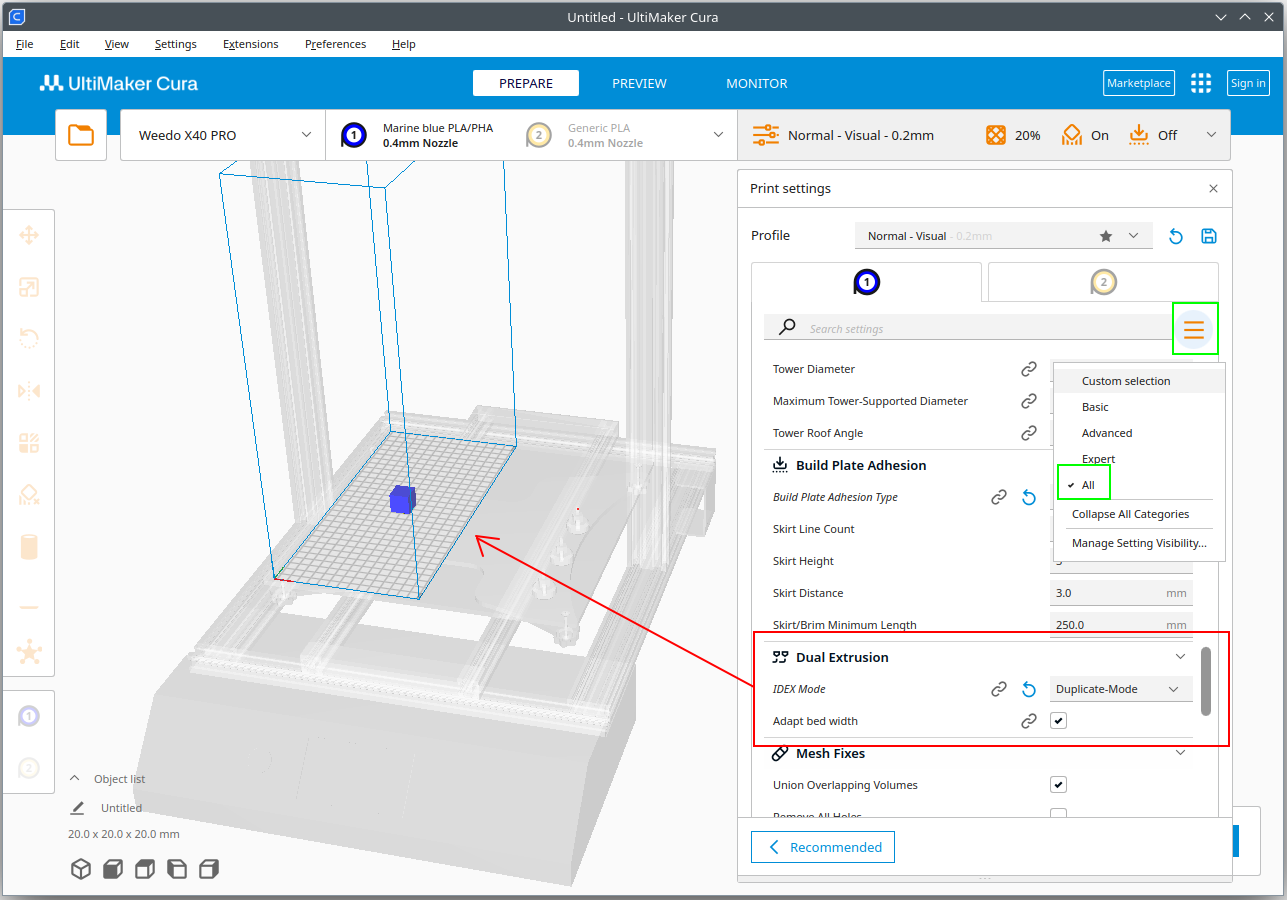 Untitled - UltiMaker Cura
File Edit View Settings Extensions Preferences Help
UltiMaker Cura PREPARE PREVIEW MONITOR Marketplace Sign in
Weedo X40 PRO
1 Marine blue PLA/PHA
0.4mm Nozzle
2 Generic PLA
0.4mm Nozzle
Normal - Visual - 0.2mm 20% On Off
Print settings
Profile Normal - Visual - 0.2mm
1 2
Search settings
Tower Diameter
Maximum Tower-Supported Diameter
Tower Roof Angle
Custom selection
Basic
Advanced
Expert
All
Collapse All Categories
Manage Setting Visibility...
Build Plate Adhesion
Build Plate Adhesion Type
Skirt Line Count
Skirt Height
Skirt Distance 3.0 mm
Skirt/Brim Minimum Length 250.0 mm
Dual Extrusion
IDEX Mode Duplicate-Mode
Adapt bed width
Mesh Fixes
Union Overlapping Volumes
Remove All Holes
Recommended
1
2
Object list
Untitled
20.0 x 20.0 x 20.0 mm